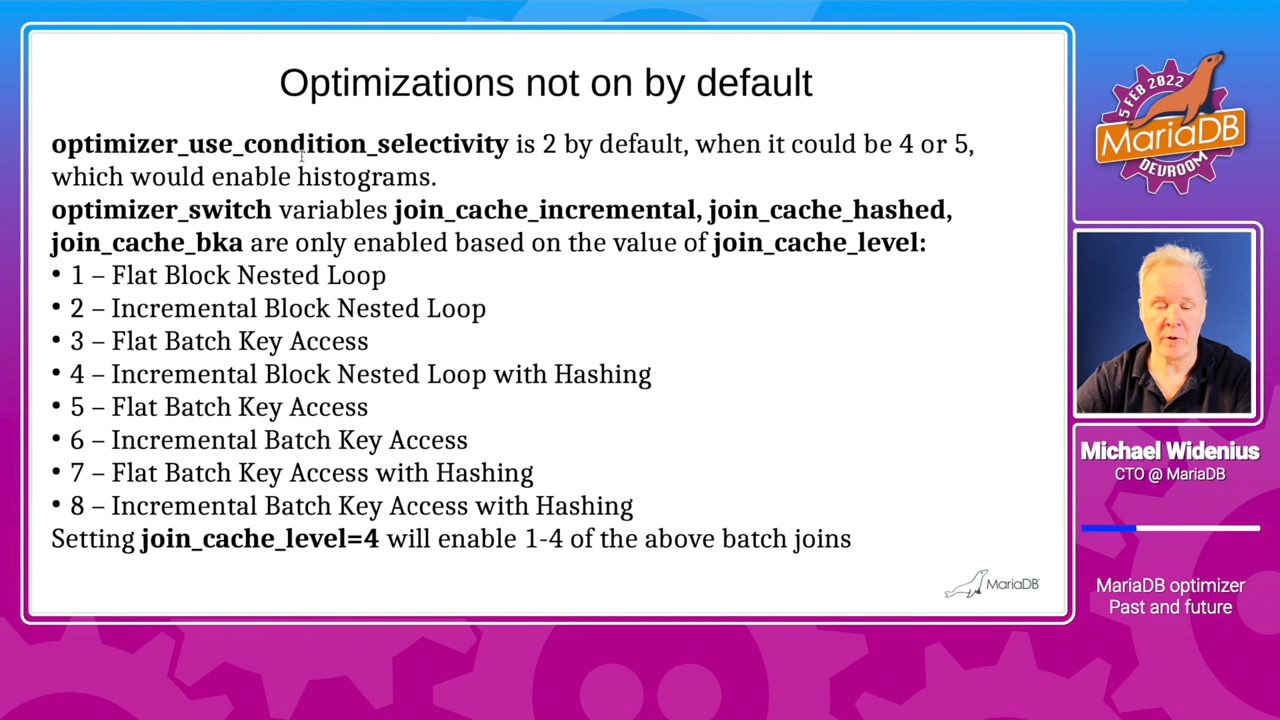 Optimizations not on by default
optimizer_use_condition_selectivity is 2 by default, when it could be 4 or 5,
which would enable histograms.
optimizer_switch variables join_cache_incremental, join_cache_hashed,
join_cache_bka are only enabled based on the value of join_cache_level:
• 1 – Flat Block Nested Loop
• 2 – Incremental Block Nested Loop
• 3 – Flat Batch Key Access
• 4 – Incremental Block Nested Loop with Hashing
• 5 – Flat Batch Key Access
• 6 – Incremental Batch Key Access
• 7 – Flat Batch Key Access with Hashing
• 8 – Incremental Batch Key Access with Hashing
Setting join_cache_level=4 will enable 1-4 of the above batch joins
MariaDB
5 FEB 2022
MariaDB
DEVROOM
Michael Widenius
CTO @ MariaDB
MariaDB optimizer
Past and future